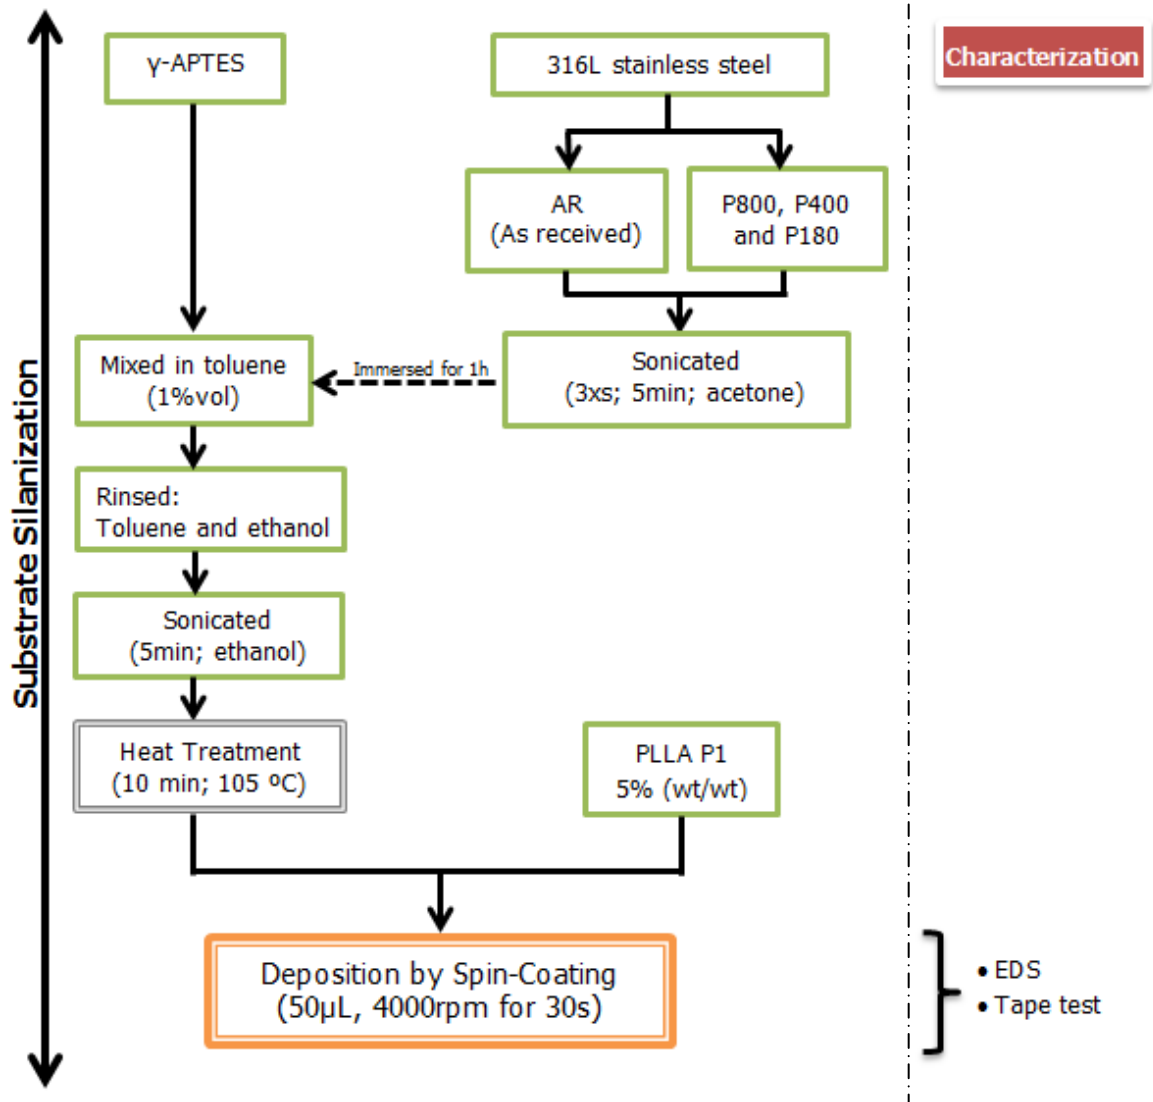 γ-APTES
316L stainless steel
Characterization
AR
(As received)
P800, P400
and P180
Substrate Silanization
Mixed in toluene
(1%vol)
Immersed for 1h
Sonicated
(3xs; 5min; acetone)
Rinsed:
Toluene and ethanol
Sonicated
(5min; ethanol)
Heat Treatment
(10 min; 105 ºC)
PLLA P1
5% (wt/wt)
Deposition by Spin-Coating
(50µL, 4000rpm for 30s)
• EDS
• Tape test